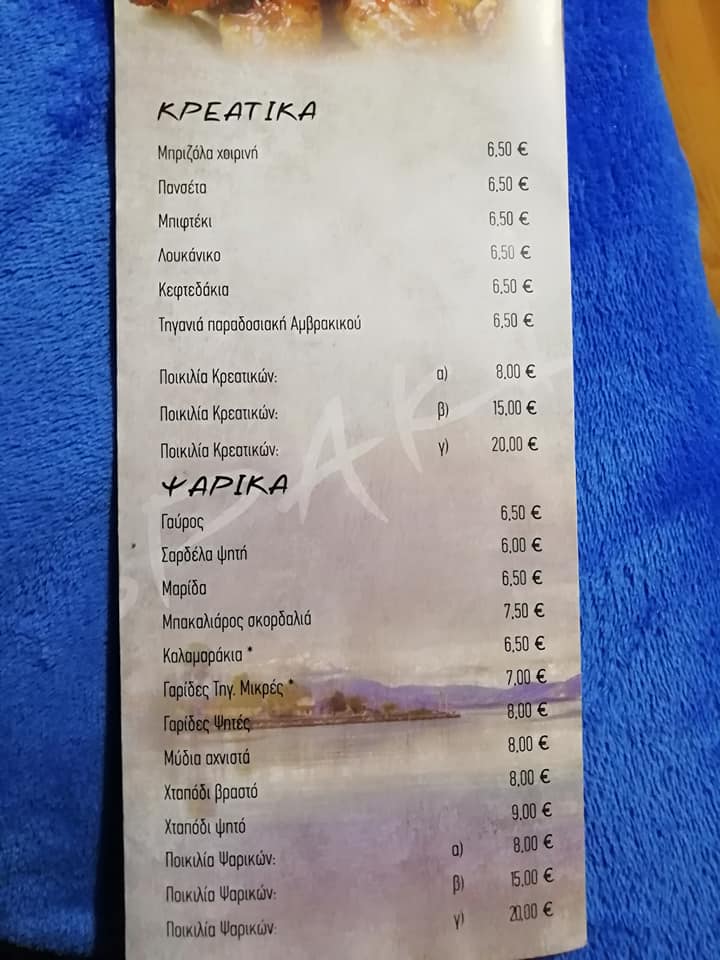 ΚΡΕΑΤΙΚΑ
Μπριζόλα χοιρινή 6,50 €
Πανσέτα 6,50 €
Μπιφτέκι 6,50 €
Λουκάνικο 6,50 €
Κεφτεδάκια 6,50 €
Τηγανιά παραδοσιακή Αμβρακικού 6,50 €
Ποικιλία Κρεατικών: α) 8,00 €
Ποικιλία Κρεατικών: β) 15,00 €
Ποικιλία Κρεατικών: γ) 20,00 €
ΨΑΡΙΚΑ
Γαύρος 6,50 €
Σαρδέλα ψητή 6,00 €
Μαρίδα 6,50 €
Μπακαλιάρος σκορδαλιά 7,50 €
Καλαμαράκια * 6,50 €
Γαρίδες Τηγ. Μικρές * 7,00 €
Γαρίδες Ψητές 8,00 €
Μύδια αχνιστά 8,00 €
Χταπόδι βραστό 8,00 €
Χταπόδι ψητό 9,00 €
Ποικιλία Ψαρικών: α) 8,00 €
Ποικιλία Ψαρικών: β) 15,00 €
Ποικιλία Ψαρικών: γ) 20,00 €